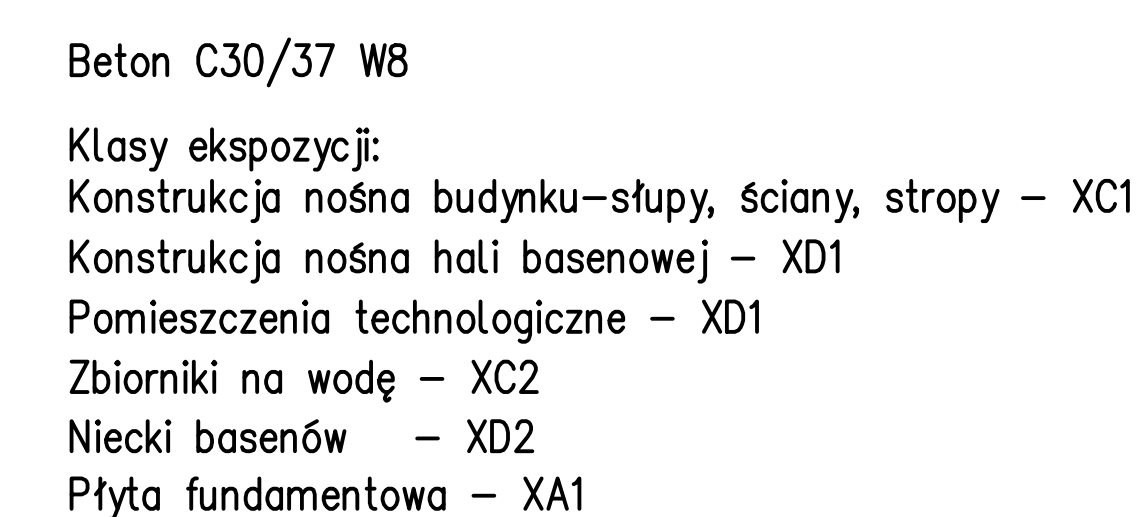 Beton C30/37 W8
Klasy ekspozycji:
Konstrukcja nośna budynku-słupy, ściany, stropy - XC1
Konstrukcja nośna hali basenowej - XD1
Pomieszczenia technologiczne - XD1
Zbiorniki na wodę - XC2
Niecki basenów - XD2
Płyta fundamentowa - XA1